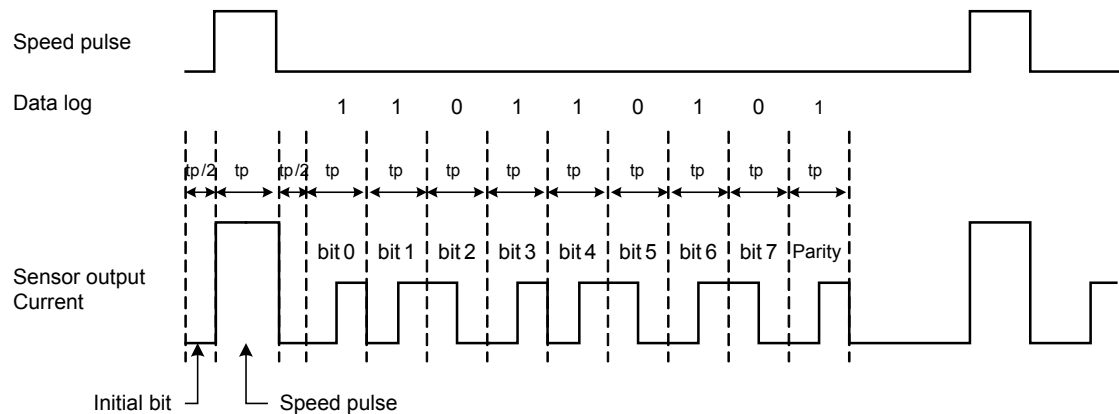 Speed pulse
Data log 1 1 0 1 1 0 1 0 1
tp/2 tp tp/2 tp tp tp tp tp tp tp tp tp
bit 0 bit 1 bit 2 bit 3 bit 4 bit 5 bit 6 bit 7 Parity
Sensor output
Current
Initial bit Speed pulse